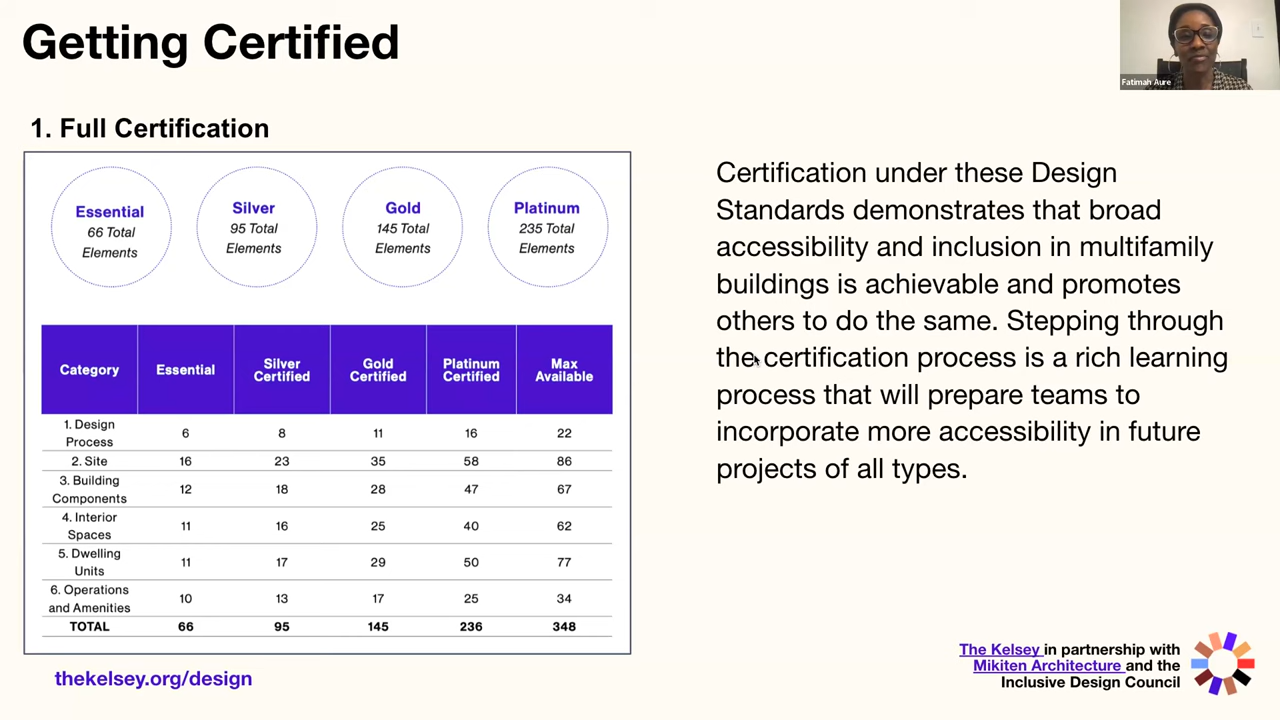 Getting Certified
Fatimah Aure
1. Full Certification
Essential
66 Total
Elements
Silver
95 Total
Elements
Gold
145 Total
Elements
Platinum
235 Total
Elements
Category Essential Silver Certified Gold Certified Platinum Certified Max Available
1. Design Process 6 8 11 16 22
2. Site 16 23 35 58 86
3. Building Components 12 18 28 47 67
4. Interior Spaces 11 16 25 40 62
5. Dwelling Units 11 17 29 50 77
6. Operations and Amenities 10 13 17 25 34
TOTAL 66 95 145 236 348
Certification under these Design
Standards demonstrates that broad
accessibility and inclusion in multifamily
buildings is achievable and promotes
others to do the same. Stepping through
the certification process is a rich learning
process that will prepare teams to
incorporate more accessibility in future
projects of all types.
thekelsey.org/design
The Kelsey in partnership with
Mikiten Architecture and the
Inclusive Design Council